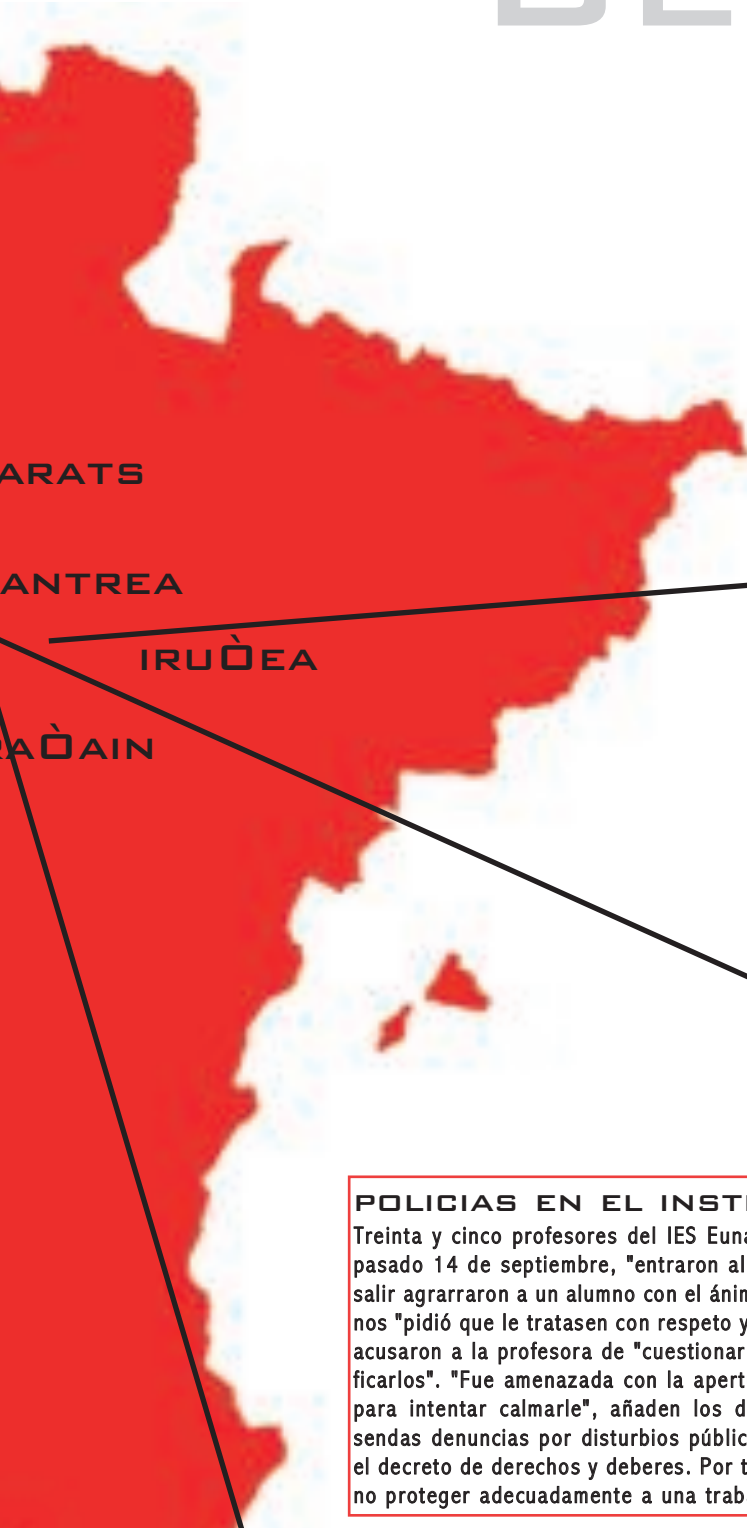 ARATS
ANTREA
IRUÒEA
RAÒAIN
POLICIAS EN EL INSTI
Treinta y cinco profesores del IES Euna
pasado 14 de septiembre, "entraron al
salir agrarraron a un alumno con el ánim
nos "pidió que le tratasen con respeto y
acusaron a la profesora de "cuestionar
ficarlos". "Fue amenazada con la apert
para intentar calmarle", añaden los d
sendas denuncias por disturbios públic
el decreto de derechos y deberes. Por t
no proteger adecuadamente a una trab